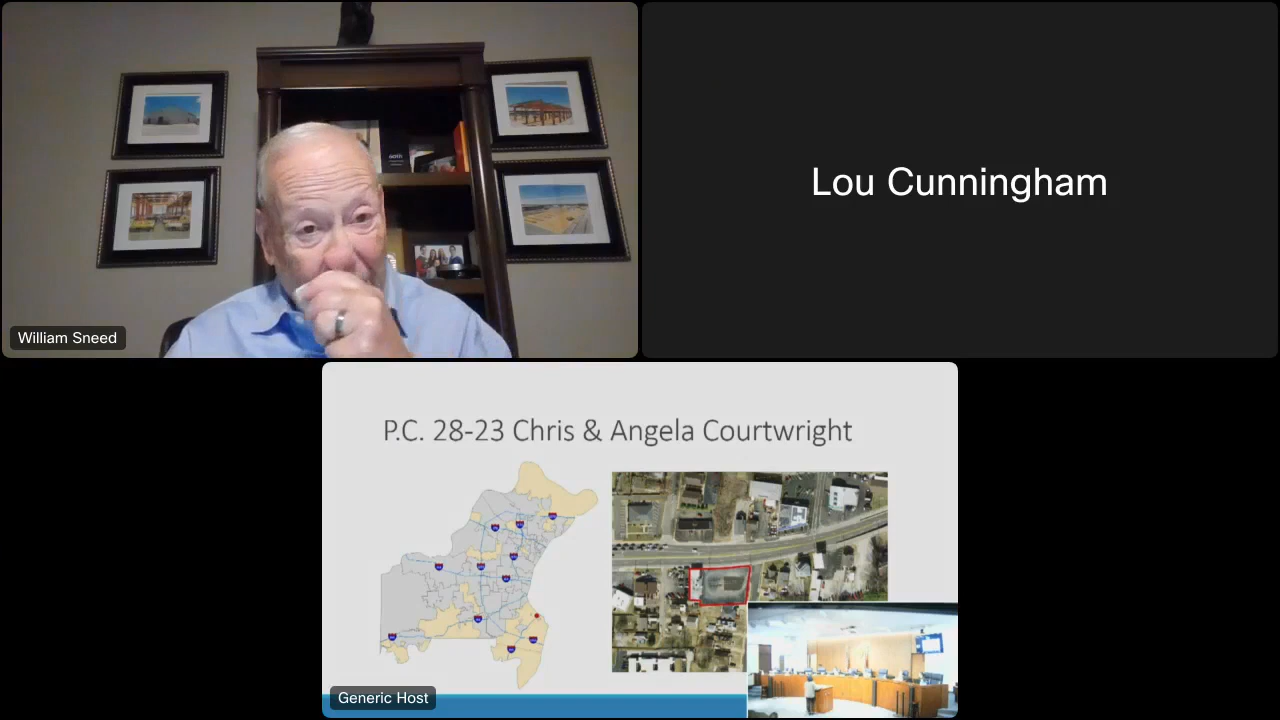 William Sneed
Lou Cunningham
P.C. 28-23 Chris & Angela Courtwright
Generic Host